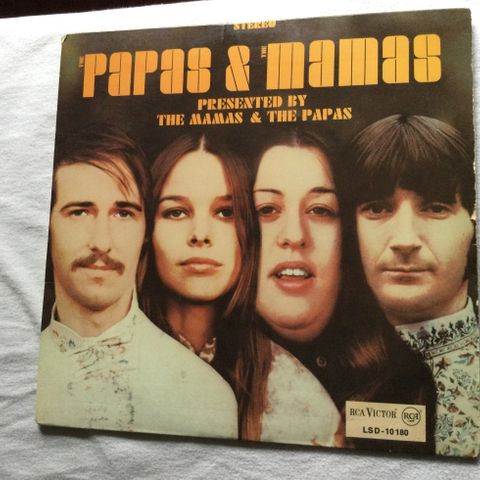 STEREO
THE PAPAS & THE MAMAS
PRESENTED BY
THE MAMAS & THE PAPAS
RCA VICTOR RCA
LSD-10180